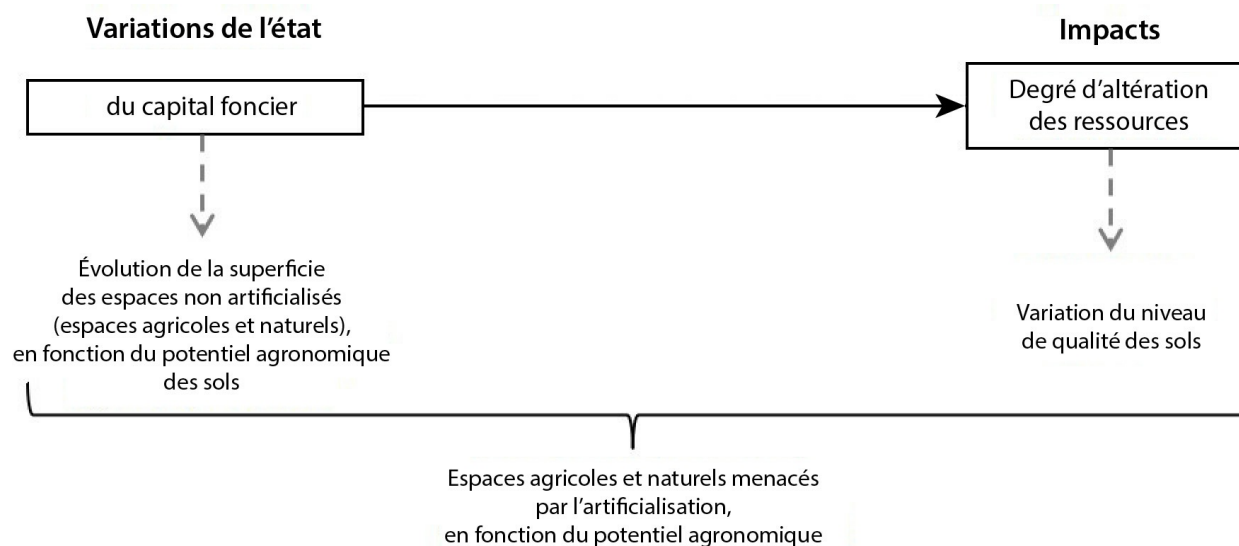 Variations de l’état
Impacts
du capital foncier
Degré d’altération
des ressources
Évolution de la superficie
des espaces non artificialisés
(espaces agricoles et naturels),
en fonction du potentiel agronomique
des sols
Variation du niveau
de qualité des sols
Espaces agricoles et naturels menacés
par l’artificialisation,
en fonction du potentiel agronomique